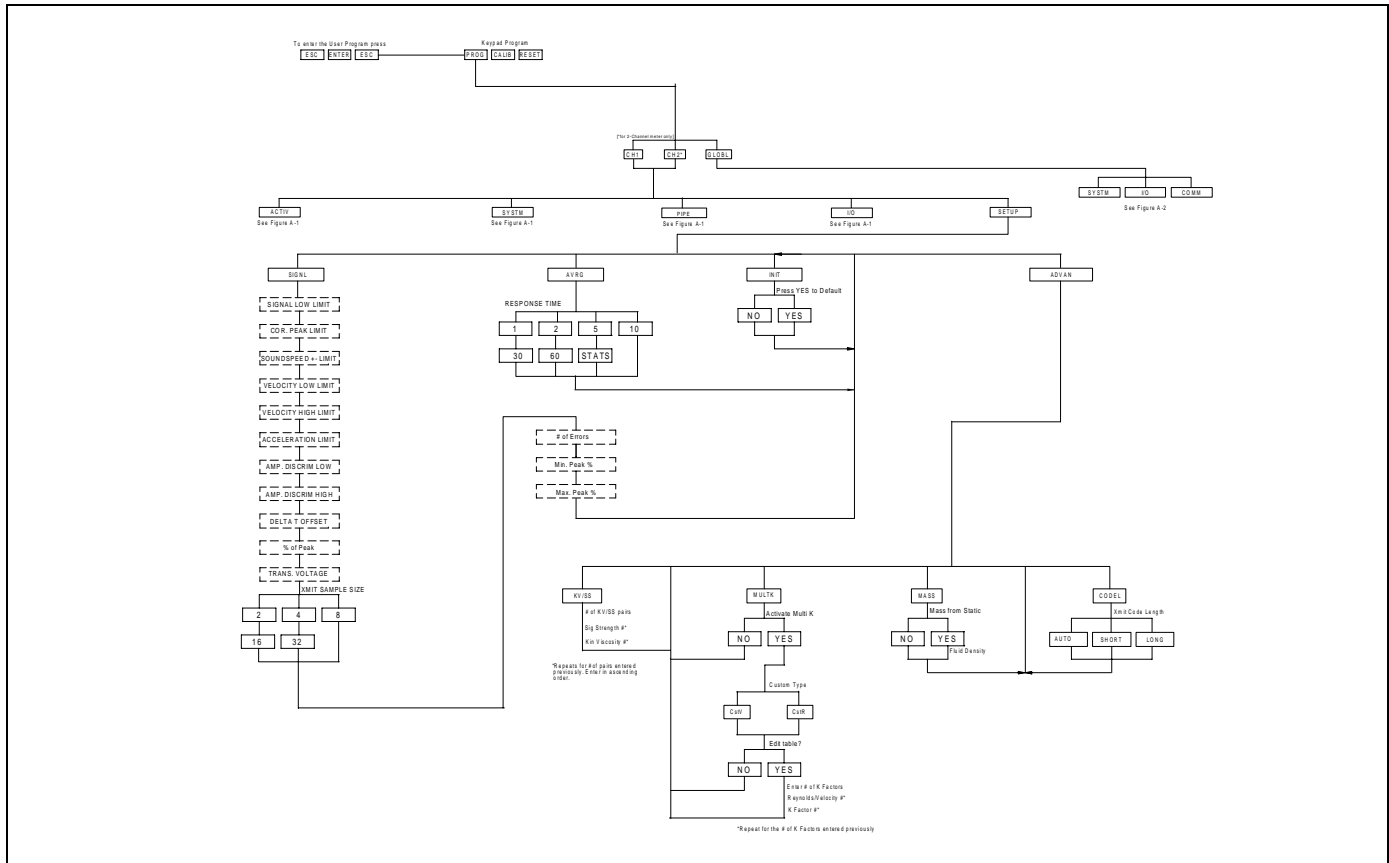 To enter the User Program press
Keypad Program
ESC ENTER ESC
PROG CALIB RESET
[*for 2-Channel meter only]
CH1 CH2* GLOBL
SYSTM I/O COMM
See Figure A-2
ACTIV SYSTM PIPE I/O SETUP
See Figure A-1 See Figure A-1 See Figure A-1 See Figure A-1
SIGNL AVRG INIT ADVAN
Press YES to Default
NO YES
RESPONSE TIME
1 2 5 10
30 60 STATS
SIGNAL LOW LIMIT
COR. PEAK LIMIT
SOUNDSPEED +- LIMIT
VELOCITY LOW LIMIT
VELOCITY HIGH LIMIT
ACCELERATION LIMIT
AMP. DISCRIM LOW
AMP. DISCRIM HIGH
DELTA T OFFSET
% of Peak
TRANS. VOLTAGE
XMIT SAMPLE SIZE
2 4 8
16 32
# of Errors
Min. Peak %
Max. Peak %
KV/SS MULTK MASS CODEL
# of KV/SS pairs
Sig Strength #*
Kin Viscosity #*
*Repeats for # of pairs entered
previously. Enter in ascending
order.
Activate Multi K
NO YES
Custom Type
CstV CstR
Edit table?
NO YES
Enter # of K Factors
Reynolds/Velocity #*
K Factor #*
*Repeat for the # of K Factors entered previously
Mass from Static
NO YES
Fluid Density
Xmit Code Length
AUTO SHORT LONG